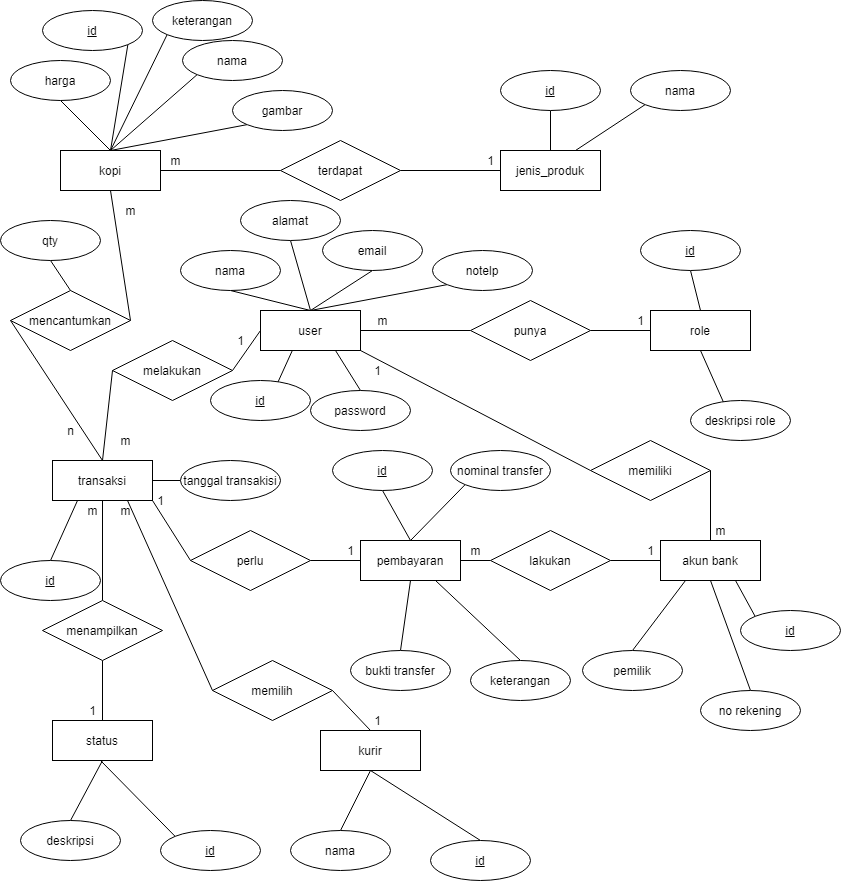 keterangan
id
nama
harga
id
nama
gambar
m
1
kopi
terdapat
jenis_produk
m
alamat
qty
email
id
nama
notelp
mencantumkan
m
1
user
punya
role
1
melakukan
1
id
password
deskripsi role
n
m
id
nominal transfer
memiliki
transaksi
tanggal transakisi
1
m
m
m
1
m
1
perlu
pembayaran
lakukan
akun bank
id
menampilkan
id
bukti transfer
keterangan
pemilik
memilih
1
no rekening
1
status
kurir
deskripsi
id
nama
id